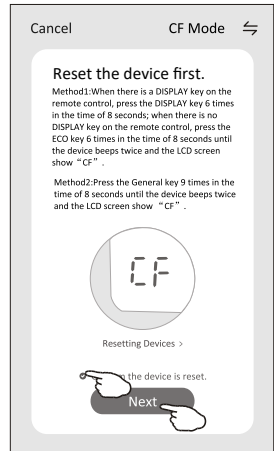 Cancel CF Mode
Reset the device first.
Method1:When there is a DISPLAY key on the
remote control, press the DISPLAY key 6 times
in the time of 8 seconds; when there is no
DISPLAY key on the remote control, press the
ECO key 6 times in the time of 8 seconds until
the device beeps twice and the LCD screen
show “CF”.
Method2:Press the General key 9 times in the
time of 8 seconds until the device beeps twice
and the LCD screen show “CF”.
CF
Resetting Devices >
the device is reset.
Next